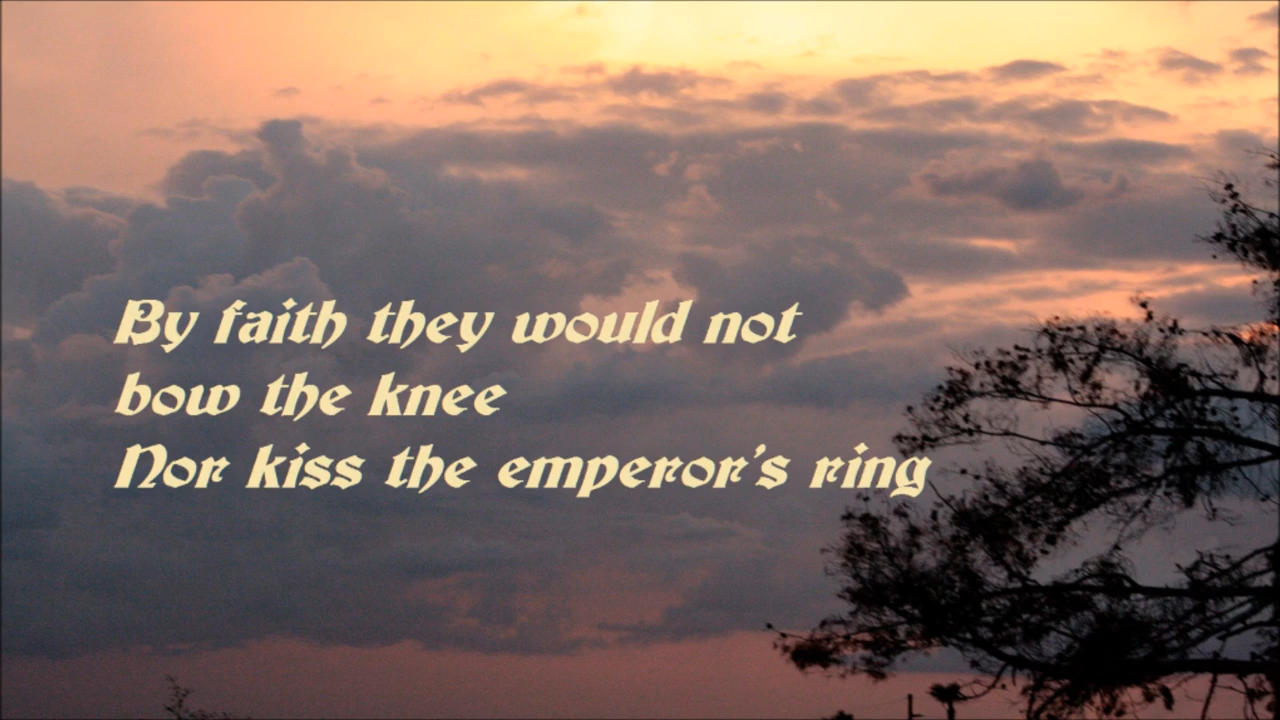 By faith they would not
bow the knee
Nor kiss the emperor's ring